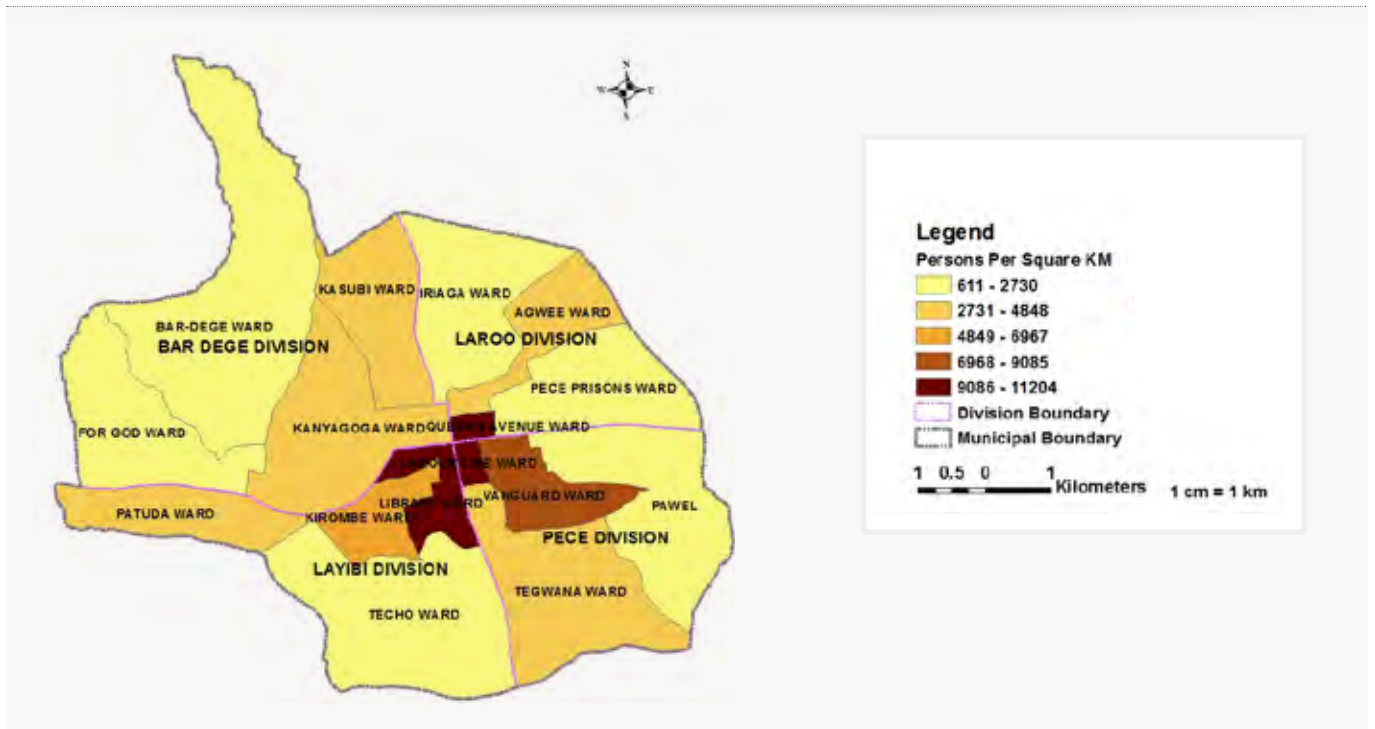 N
W E
S
KASUBI WARD
IRIAGA WARD
AGWEE WARD
BAR-DEGE WARD
BAR DEGE DIVISION
LAROO DIVISION
PECE PRISONS WARD
FOR GOD WARD
KANYAGOGA WARD
AVENUE WARD
WARD
VANGUARD WARD
PATUDA WARD
KIROMBE WARD
PAWEL
PECE DIVISION
LAYIBI DIVISION
TEGWANA WARD
TECHO WARD
Legend
Persons Per Square KM
611 - 2730
2731 - 4848
4849 - 6967
6968 - 9085
9086 - 11204
Division Boundary
Municipal Boundary
1 0.5 0 1
Kilometers
1 cm = 1 km